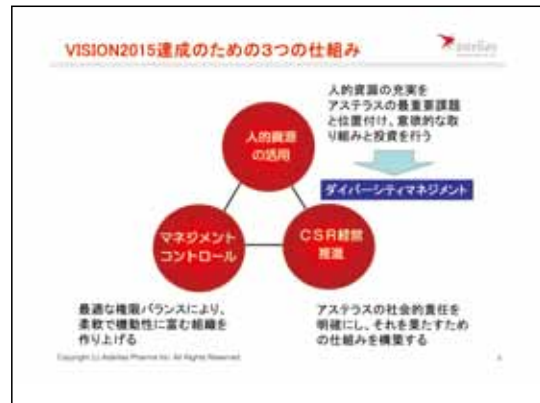 VISION2015達成のための3つの仕組み
astellas
人的資源の充実を
アステラスの最重要課題
と位置付け、意欲的な取
り組みと投資を行う
人的資源
の活用
ダイバーシティマネジメント
マネジメント
コントロール
CSR経営
推進
最適な権限バランスにより、
柔軟で機動性に富む組織を
作り上げる
アステラスの社会的責任を
明確にし、それを果たすため
の仕組みを構築する
Copyright (c) Astellas Pharma Inc. All Rights Reserved.